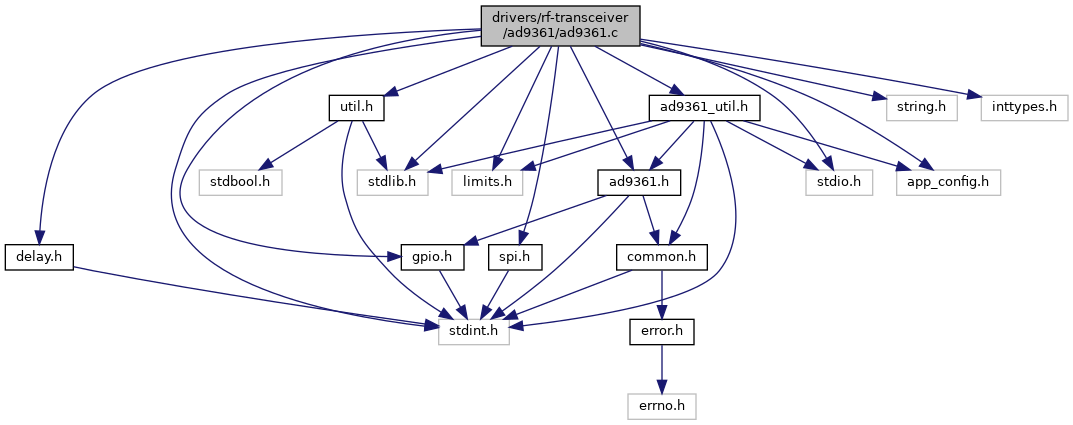 drivers/rf-transceiver
/ad9361/ad9361.c
util.h
ad9361_util.h
string.h
inttypes.h
stdbool.h
stdlib.h
limits.h
ad9361.h
stdio.h
app_config.h
delay.h
gpio.h
spi.h
common.h
stdint.h
error.h
errno.h